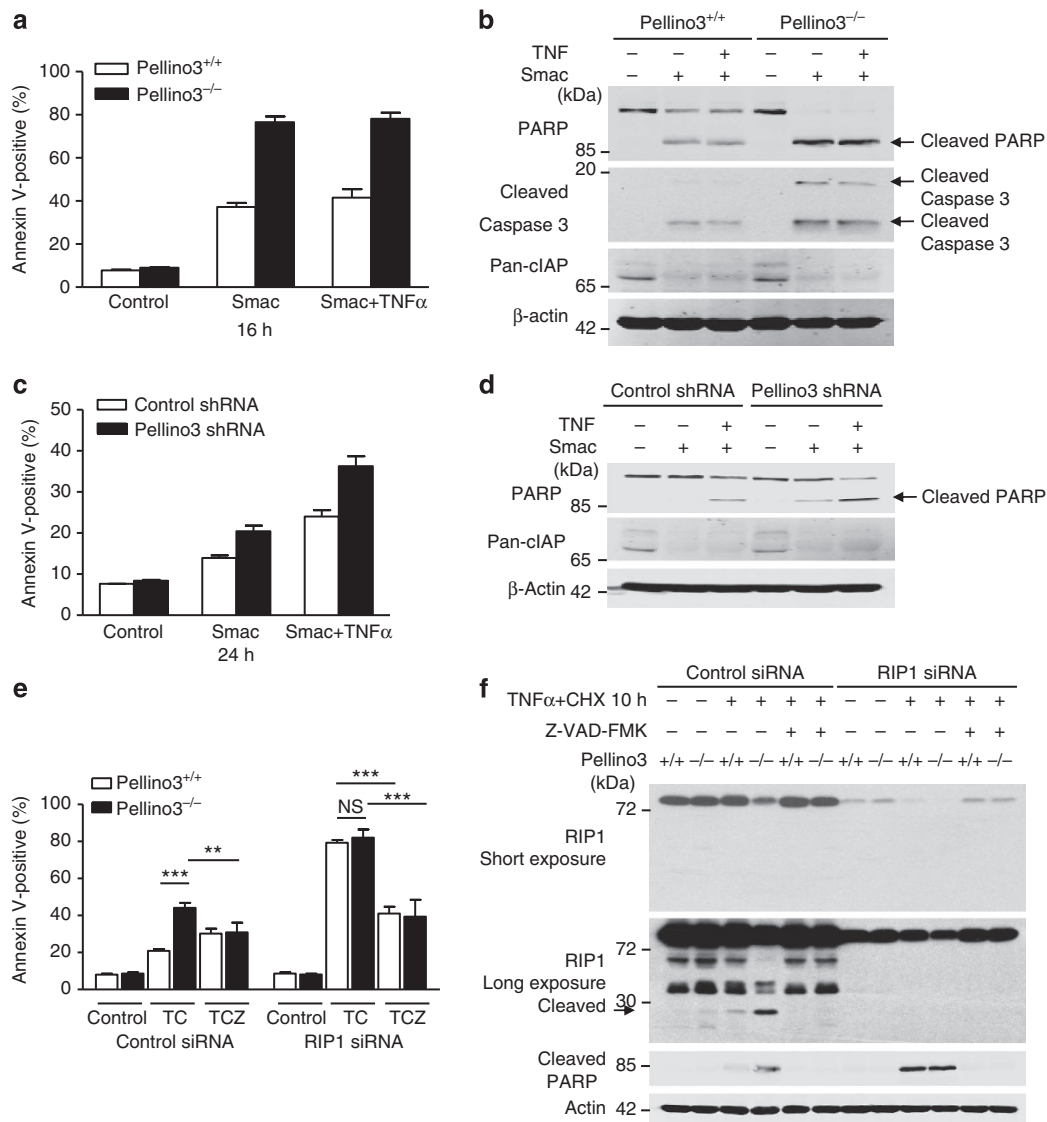 a
Pellino3+/+
Pellino3–/–
Annexin V-positive (%)
100
80
60
40
20
0
Control Smac Smac+TNFα
16 h
b
Pellino3+/+ Pellino3–/–
TNF – – + – – +
Smac – + + – + +
(kDa)
PARP
85
Cleaved PARP
20
Cleaved
Caspase 3
Cleaved
Caspase 3
Cleaved
Caspase 3
Pan-cIAP
65
β-actin
42
c
Control shRNA
Pellino3 shRNA
Annexin V-positive (%)
50
40
30
20
10
0
Control Smac Smac+TNFα
24 h
d
Control shRNA Pellino3 shRNA
TNF – – + – – +
Smac – + + – + +
(kDa)
PARP
85
Cleaved PARP
Pan-cIAP
65
β-Actin 42
e
Pellino3+/+
Pellino3–/–
Annexin V-positive (%)
100
80
60
40
20
0
*** **
*** NS ***
Control TC TCZ Control TC TCZ
Control siRNA RIP1 siRNA
f
Control siRNA RIP1 siRNA
TNFα+CHX 10 h – – + + + + – – + + + +
Z-VAD-FMK – – – – + + – – – – + +
Pellino3 +/+ –/– +/+ –/– +/+ –/– +/+ –/– +/+ –/– +/+ –/–
(kDa)
72
RIP1
Short exposure
72
RIP1
Long exposure
30
Cleaved
Cleaved
PARP
85
Actin 42